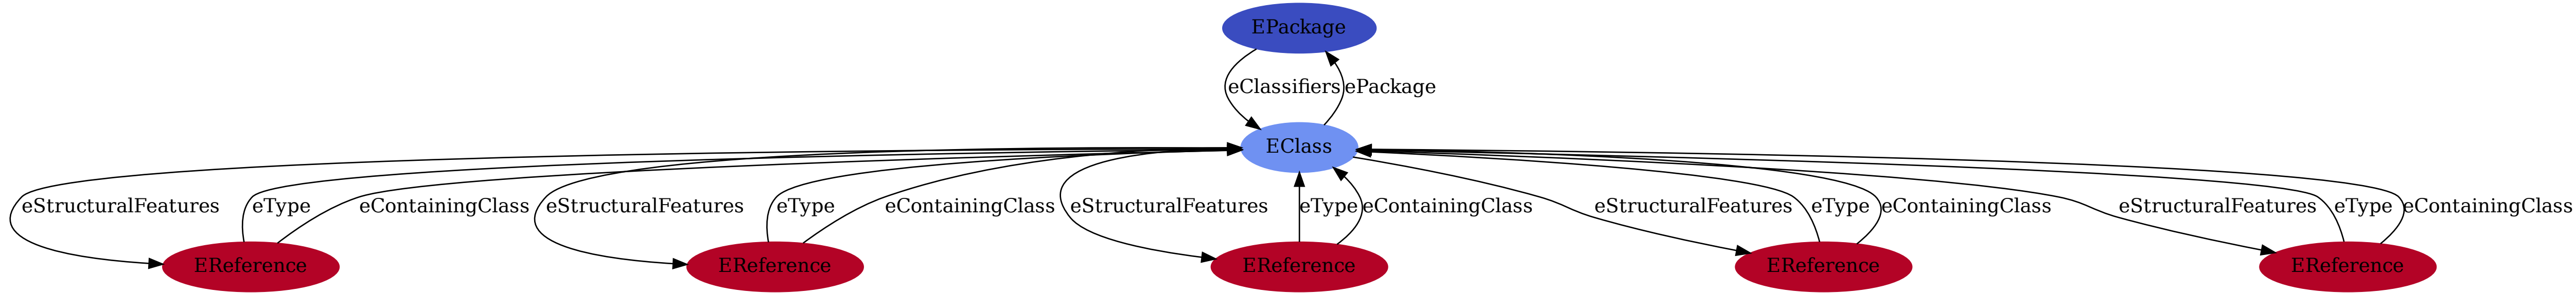 EPackage
eClassifiers ePackage
EClass
eStructuralFeatures eType eContainingClass eStructuralFeatures eType eContainingClass eStructuralFeatures eType eContainingClass eStructuralFeatures eType eContainingClass eStructuralFeatures eType eContainingClass
EReference EReference EReference EReference EReference